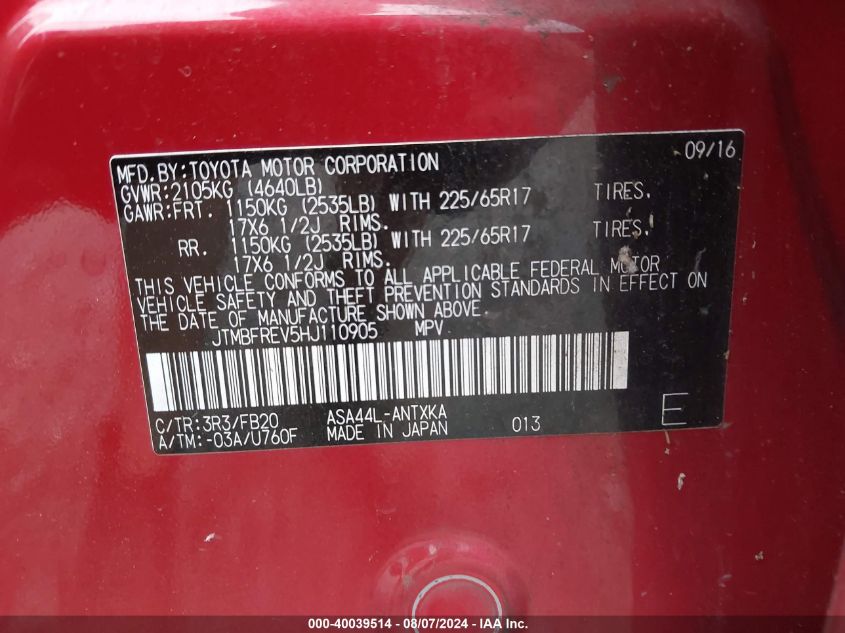 MFD.BY:TOYOTA MOTOR CORPORATION 09/16
GVWR:2105KG (4640LB)
GAWR:FRT. 1150KG (2535LB) WITH 225/65R17 TIRES.
17X6 1/2J RIMS.
RR. 1150KG (2535LB) WITH 225/65R17 TIRES.
17X6 1/2J RIMS.
THIS VEHICLE CONFORMS TO ALL APPLICABLE FEDERAL MOTOR
VEHICLE SAFETY AND THEFT PREVENTION STANDARDS IN EFFECT ON
THE DATE OF MANUFACTURE SHOWN ABOVE.
JTMBFREV5HJ110905 MPV
C/TR:3R3/FB20 ASA44L-ANTXKA E
A/TM:-03A/U760F MADE IN JAPAN 013
000-40039514 - 08/07/2024 - IAA Inc.